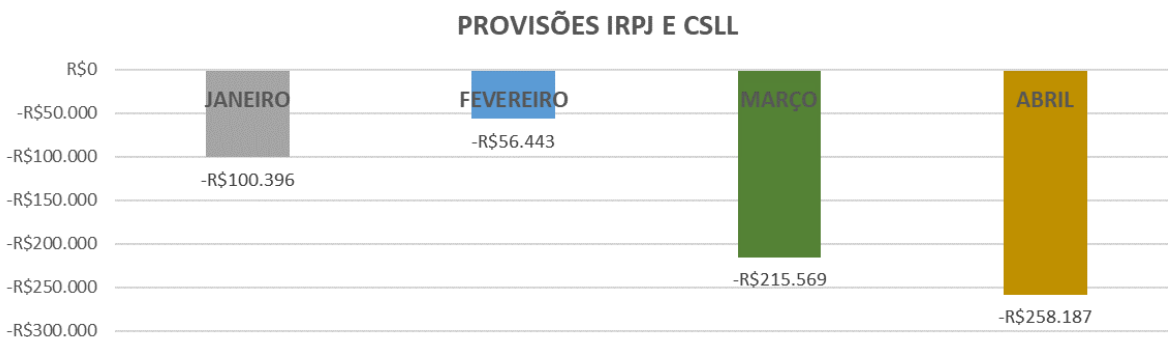 PROVISÕES IRPJ E CSLL
R$0
-R$50.000
-R$100.000
-R$150.000
-R$200.000
-R$250.000
-R$300.000
JANEIRO
FEVEREIRO
MARÇO
ABRIL
-R$100.396
-R$56.443
-R$215.569
-R$258.187